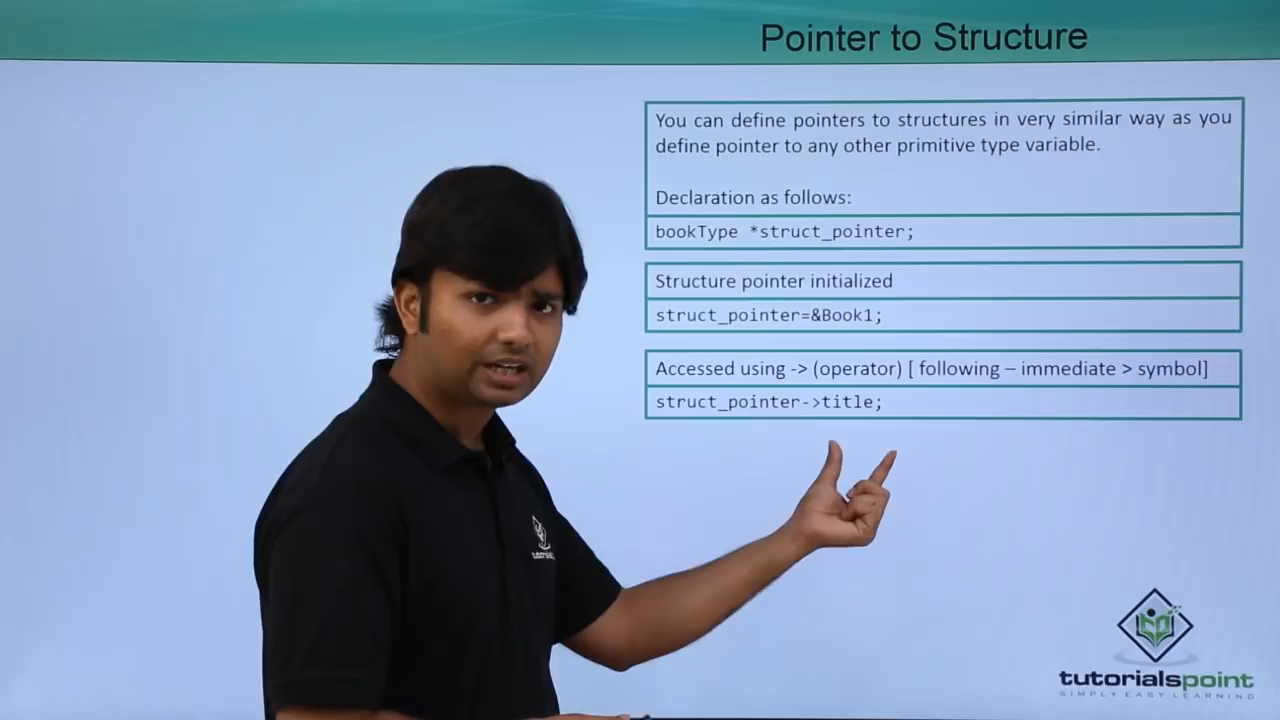 Pointer to Structure
You can define pointers to structures in very similar way as you
define pointer to any other primitive type variable.
Declaration as follows:
bookType *struct_pointer;
Structure pointer initialized
struct_pointer=&Book1;
Accessed using -> (operator) [ following – immediate > symbol]
struct_pointer->title;
tutorialspoint
SIMPLY EASY LEARNING